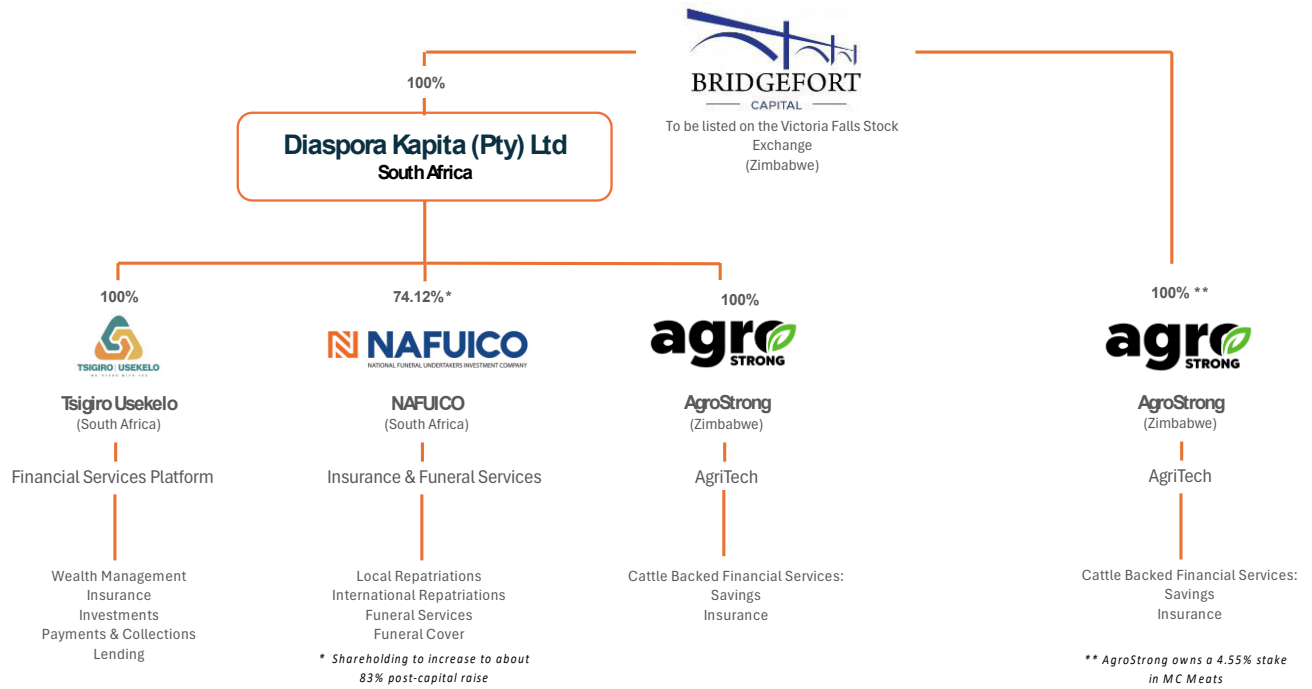 BRIDGEFORT
CAPITAL
To be listed on the Victoria Falls Stock
Exchange
(Zimbabwe)
100%
Diaspora Kapita (Pty) Ltd
South Africa
100%
TSIGIRO USEKELO
Tsigiro Usekelo
(South Africa)
Financial Services Platform
Wealth Management
Insurance
Investments
Payments & Collections
Lending
74.12%*
NAFUICO
NATIONAL FUNERAL UNDERTAKERS INVESTMENT COMPANY
NAFUICO
(South Africa)
Insurance & Funeral Services
Local Repatriations
International Repatriations
Funeral Services
Funeral Cover
* Shareholding to increase to about
83% post-capital raise
100%
agro
STRONG
AgroStrong
(Zimbabwe)
AgriTech
Cattle Backed Financial Services:
Savings
Insurance
100% **
agro
STRONG
AgroStrong
(Zimbabwe)
AgriTech
Cattle Backed Financial Services:
Savings
Insurance
** AgroStrong owns a 4.55% stake
in MC Meats